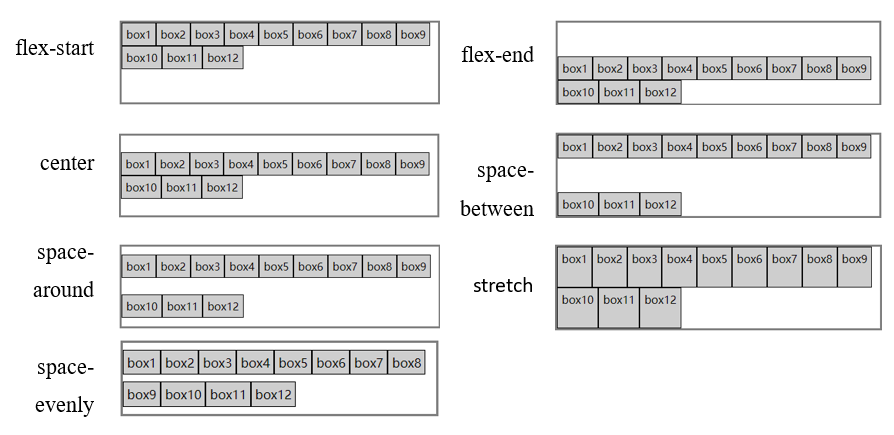 flex-start
box1 box2 box3 box4 box5 box6 box7 box8 box9
box10 box11 box12
flex-end
box1 box2 box3 box4 box5 box6 box7 box8 box9
box10 box11 box12
center
box1 box2 box3 box4 box5 box6 box7 box8 box9
box10 box11 box12
space-
between
box1 box2 box3 box4 box5 box6 box7 box8 box9
box10 box11 box12
space-
around
box1 box2 box3 box4 box5 box6 box7 box8 box9
box10 box11 box12
stretch
box1 box2 box3 box4 box5 box6 box7 box8 box9
box10 box11 box12
space-
evenly
box1 box2 box3 box4 box5 box6 box7 box8
box9 box10 box11 box12